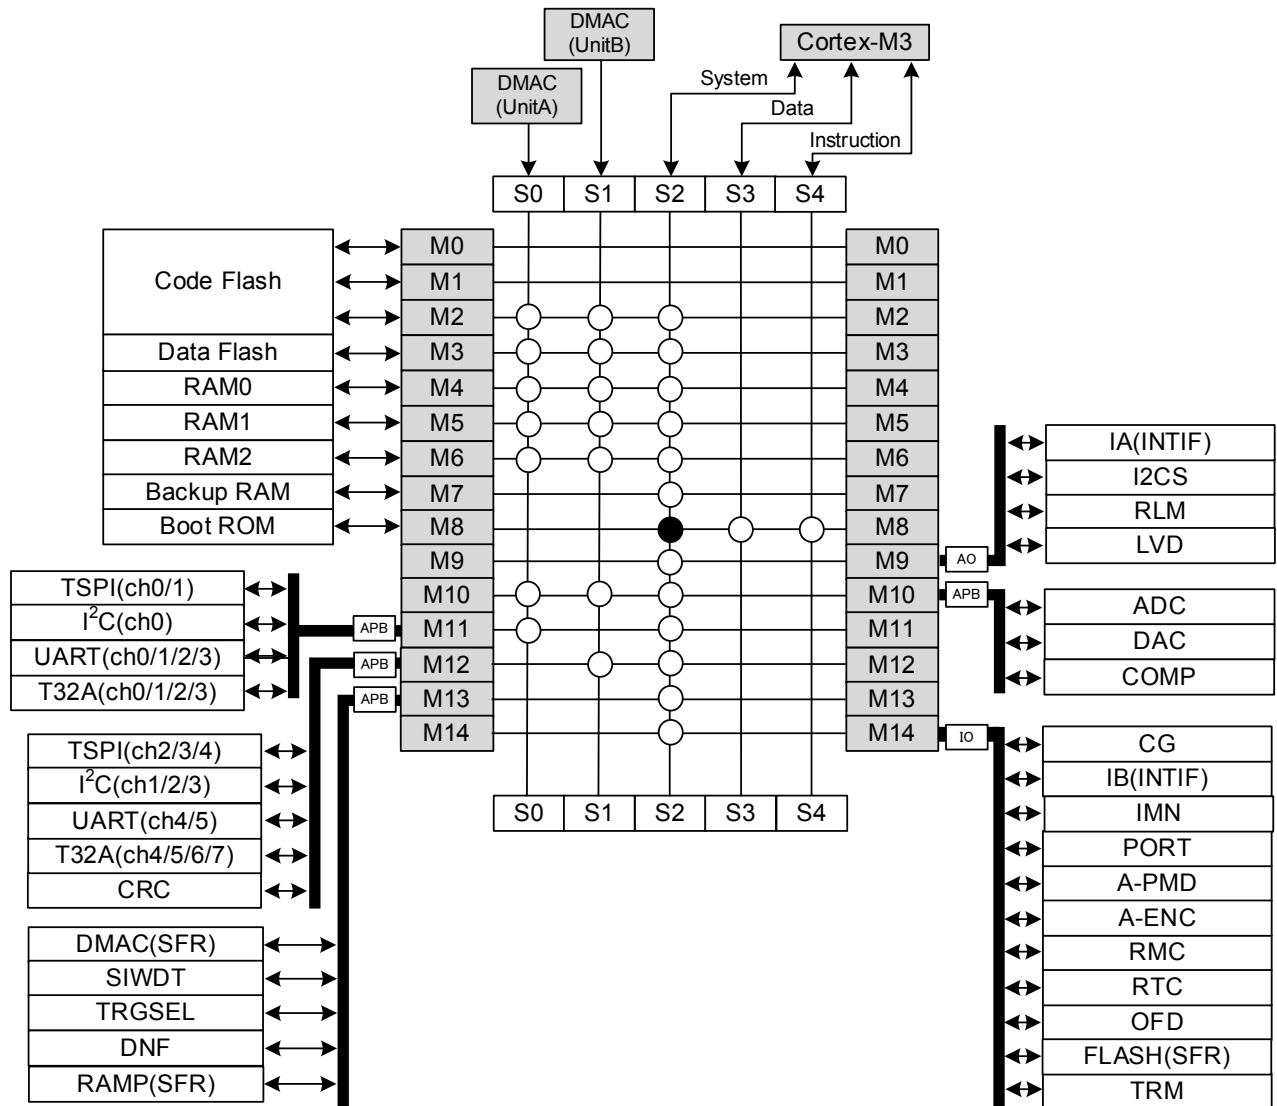 DMAC
(UnitB)
Cortex-M3
DMAC
(UnitA)
System
Data
Instruction
S0 S1 S2 S3 S4
Code Flash
Data Flash
RAM0
RAM1
RAM2
Backup RAM
Boot ROM
M0
M1
M2
M3
M4
M5
M6
M7
M8
M9
M10
M11
M12
M13
M14
M0
M1
M2
M3
M4
M5
M6
M7
M8
M9
M10
M11
M12
M13
M14
S0 S1 S2 S3 S4
TSPI(ch0/1)
I²C(ch0)
UART(ch0/1/2/3)
T32A(ch0/1/2/3)
APB
APB
APB
TSPI(ch2/3/4)
I²C(ch1/2/3)
UART(ch4/5)
T32A(ch4/5/6/7)
CRC
DMAC(SFR)
SIWDT
TRGSEL
DNF
RAMP(SFR)
AO
APB
IO
IA(INTIF)
I2CS
RLM
LVD
ADC
DAC
COMP
CG
IB(INTIF)
IMN
PORT
A-PMD
A-ENC
RMC
RTC
OFD
FLASH(SFR)
TRM